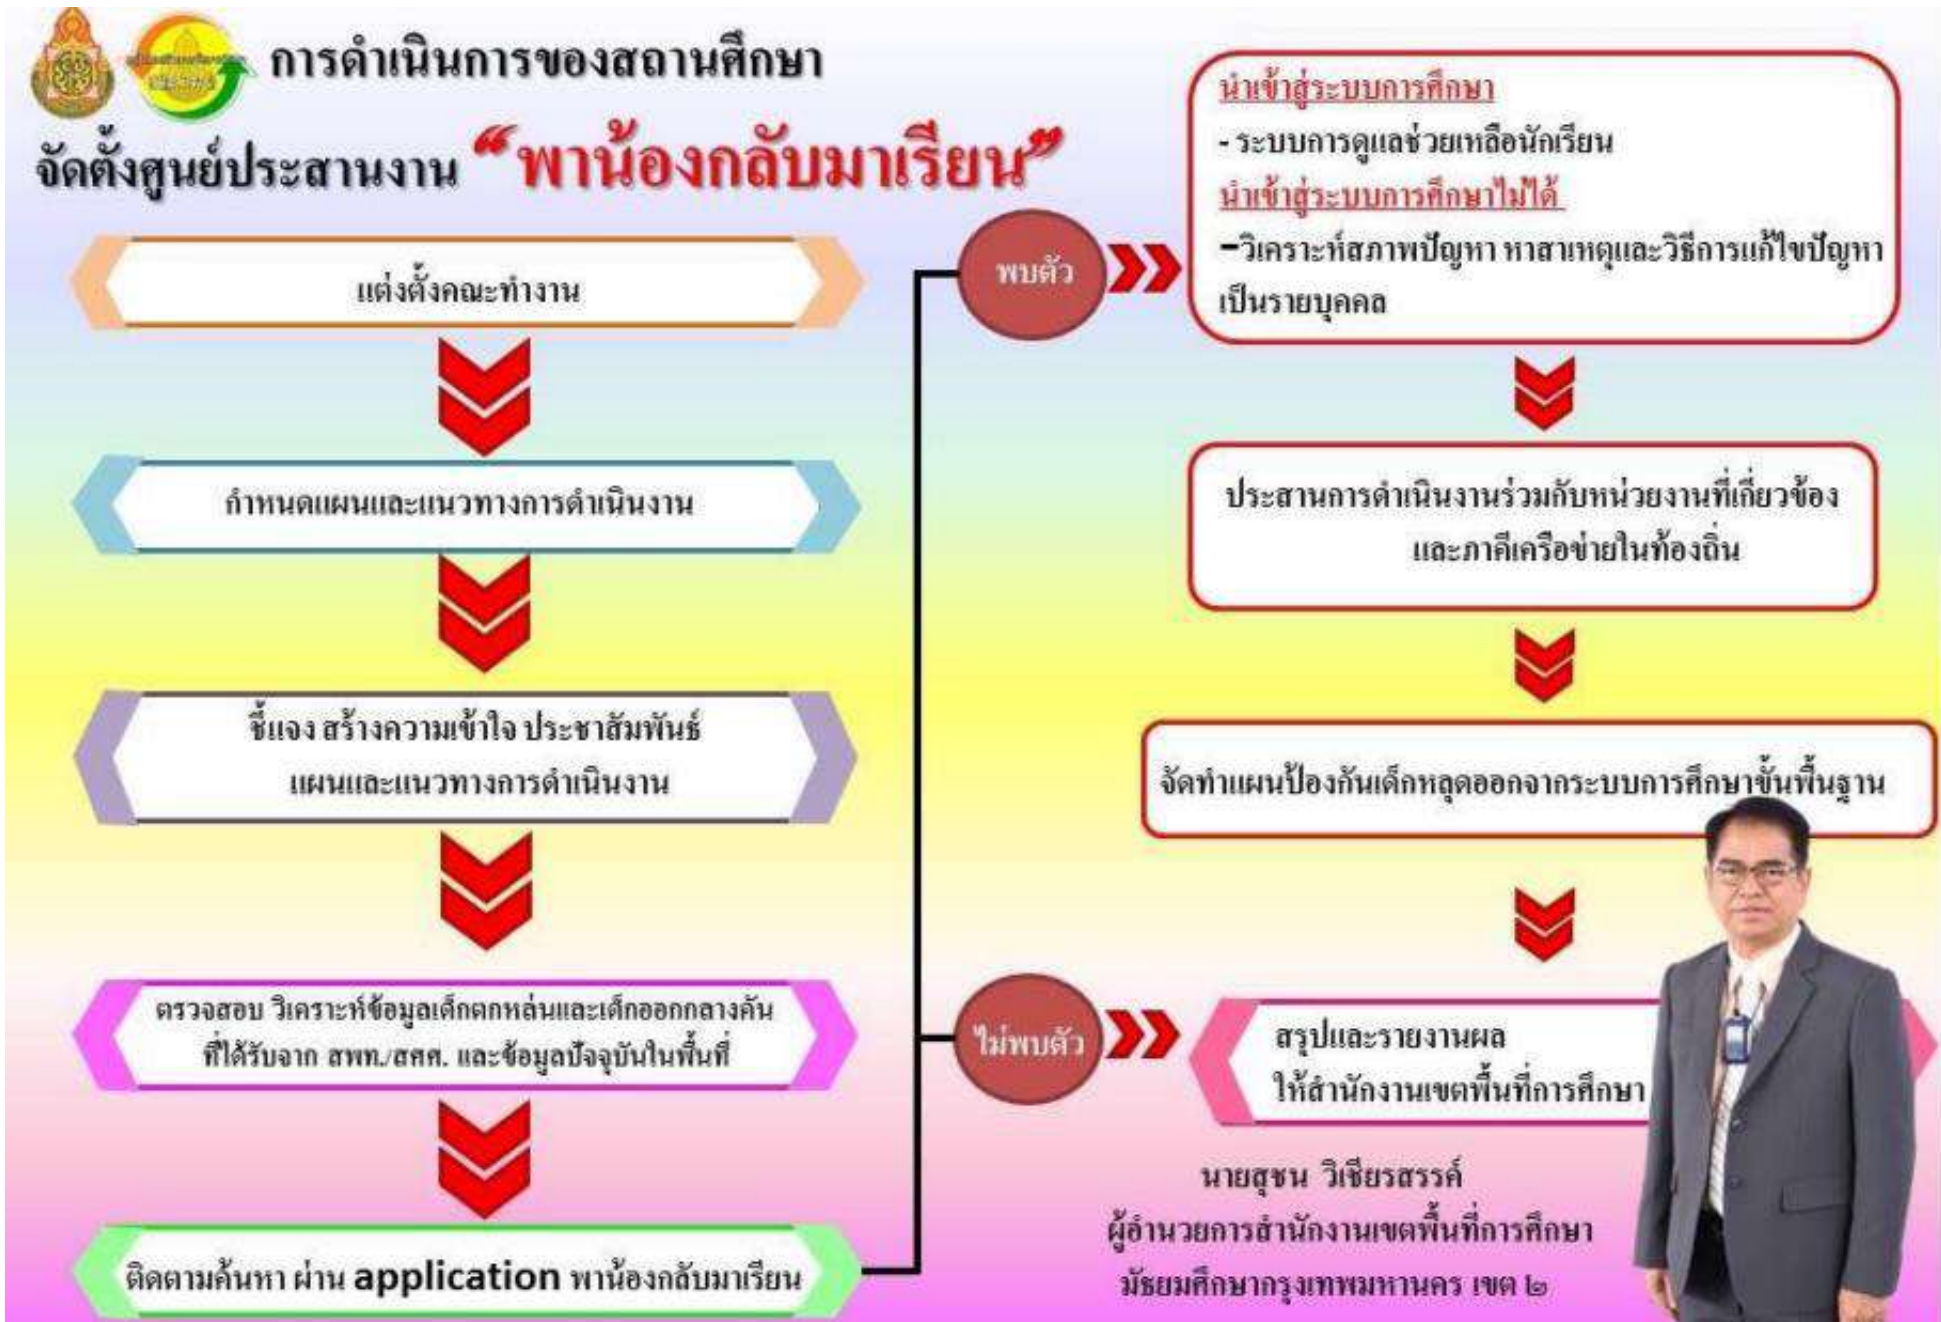 การดำเนินการของสถานศึกษา
จัดตั้งศูนย์ประสานงาน “พาน้องกลับมาเรียน”
แต่งตั้งคณะทำงาน
กำหนดแผนและแนวทางการดำเนินงาน
ชี้แจง สร้างความเข้าใจ ประชาสัมพันธ์
แผนและแนวทางการดำเนินงาน
ตรวจสอบ วิเคราะห์ข้อมูลเด็กตกหล่นและเด็กออกกลางคัน
ที่ได้รับจาก สพท./สศศ. และข้อมูลปัจจุบันในพื้นที่
ติดตามค้นหา ผ่าน application พาน้องกลับมาเรียน
พบตัว
นำเข้าสู่ระบบการศึกษา
- ระบบการดูแลช่วยเหลือนักเรียน
นำเข้าสู่ระบบการศึกษาไม่ได้
–วิเคราะห์สภาพปัญหา หาสาเหตุและวิธีการแก้ไขปัญหา
เป็นรายบุคคล
ประสานการดำเนินงานร่วมกับหน่วยงานที่เกี่ยวข้อง
และภาคีเครือข่ายในท้องถิ่น
จัดทำแผนป้องกันเด็กหลุดออกจากระบบการศึกษาขั้นพื้นฐาน
ไม่พบตัว
สรุปและรายงานผล
ให้สำนักงานเขตพื้นที่การศึกษา
นายสุชน วิเชียรสรรค์
ผู้อำนวยการสำนักงานเขตพื้นที่การศึกษา
มัธยมศึกษากรุงเทพมหานคร เขต ๒